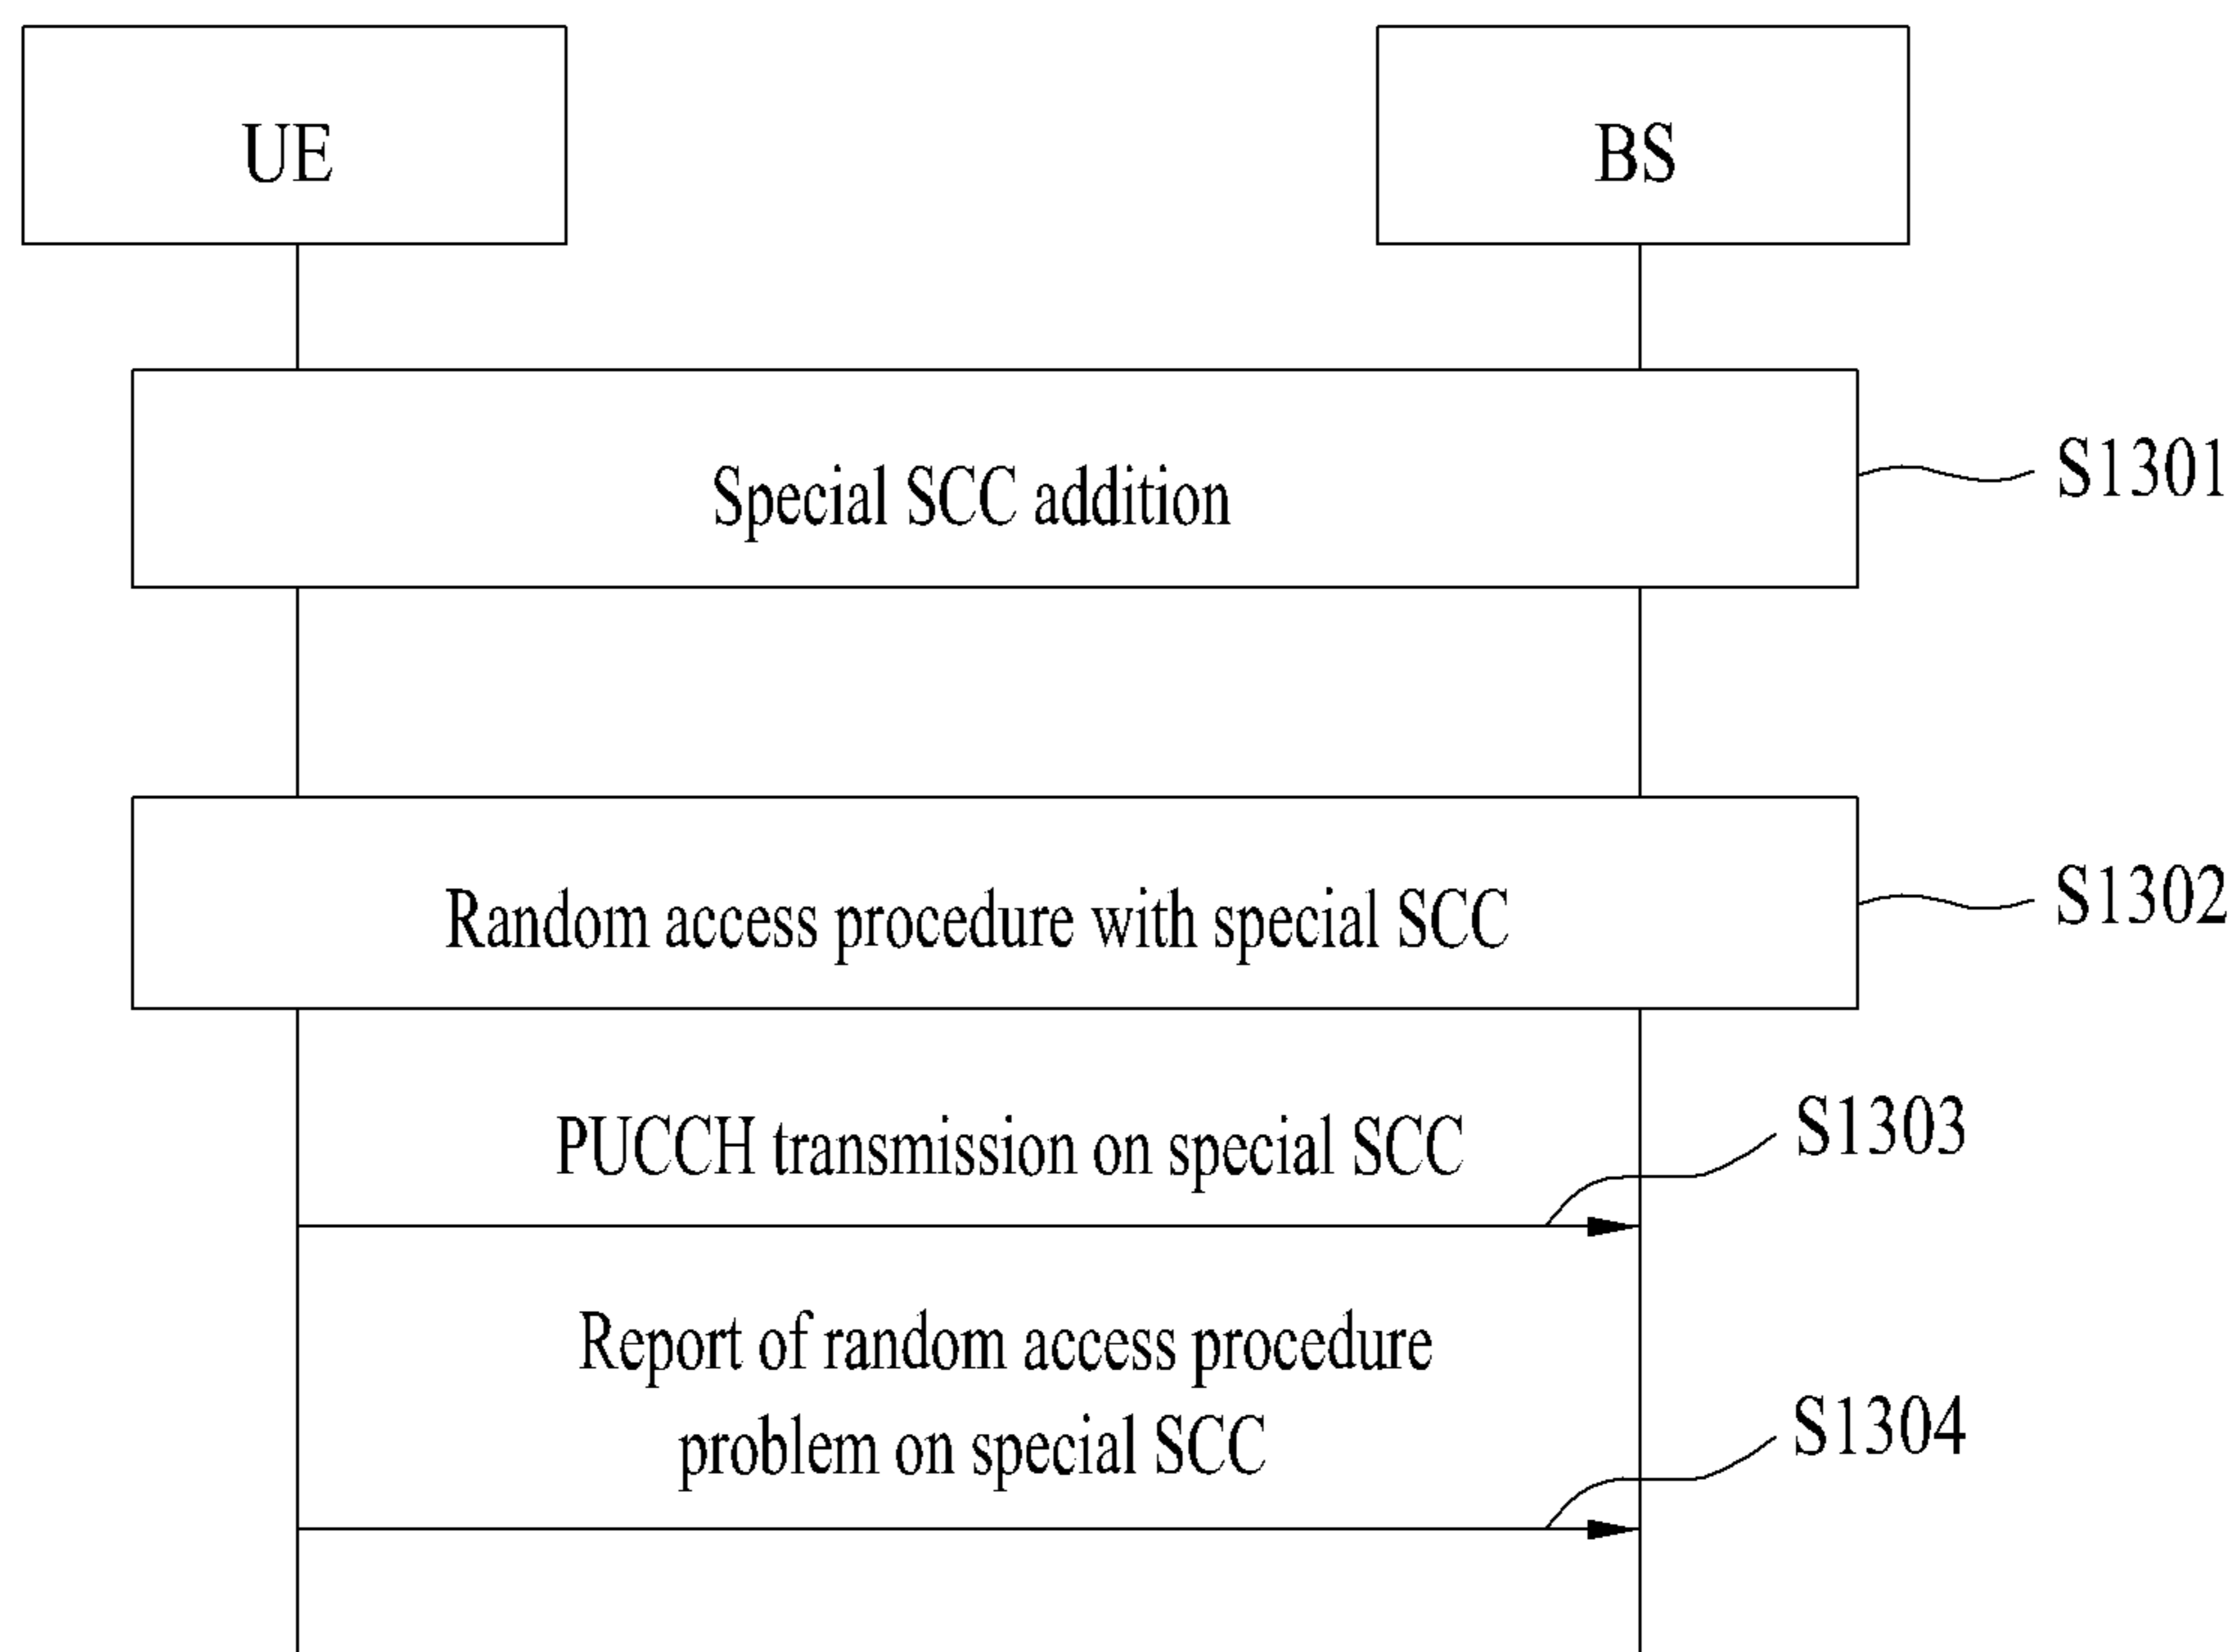 UE
BS
Special SCC addition
S1301
Random access procedure with special SCC
S1302
PUCCH transmission on special SCC
S1303
Report of random access procedure
problem on special SCC
S1304